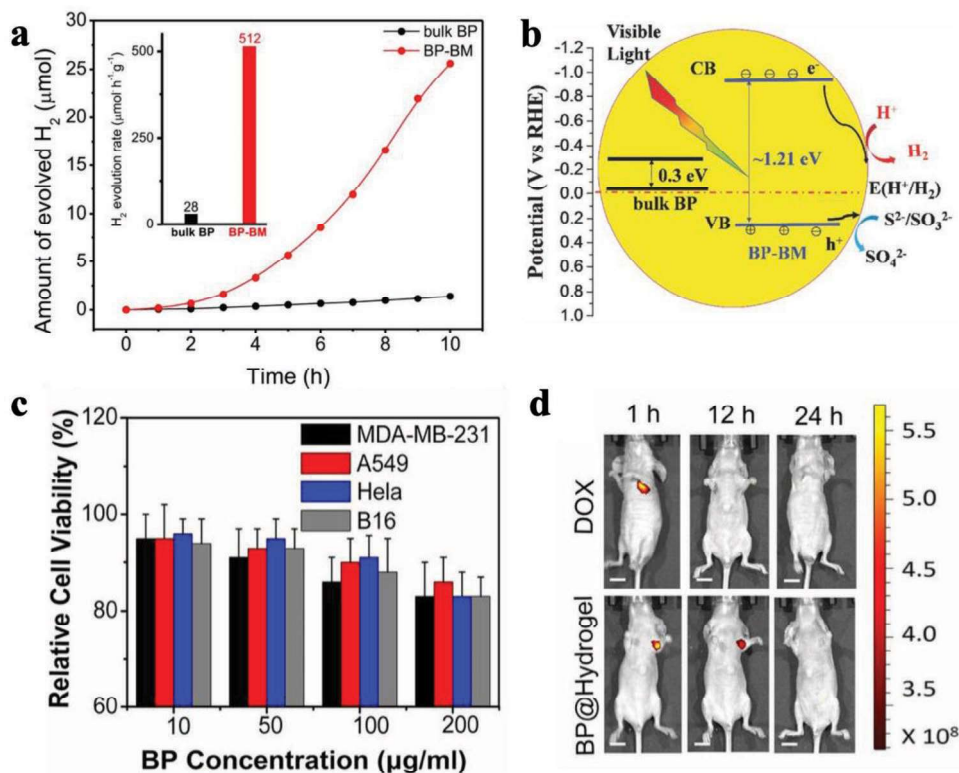 a
Amount of evolved H₂ (μmol)
30
25
20
15
10
5
0
0 2 4 6 8 10
Time (h)
bulk BP
BP-BM
H₂ evolution rate (μmol h⁻¹ g⁻¹)
500
250
0
28
512
bulk BP BP-BM
b
Potential (V vs RHE)
-1.2
-1.0
-0.8
-0.6
-0.4
-0.2
0.0
0.2
0.4
0.6
0.8
1.0
Visible
Light
CB
e⁻
H⁺
H₂
~1.21 eV
0.3 eV
bulk BP
E(H⁺/H₂)
VB
h⁺
BP-BM
S²⁻/SO₃²⁻
SO₄²⁻
c
Relative Cell Viability (%)
120
100
80
60
MDA-MB-231
A549
Hela
B16
10 50 100 200
BP Concentration (μg/ml)
d
1 h 12 h 24 h
DOX
BP@Hydrogel
5.5
5.0
4.5
4.0
3.5
X 10⁸